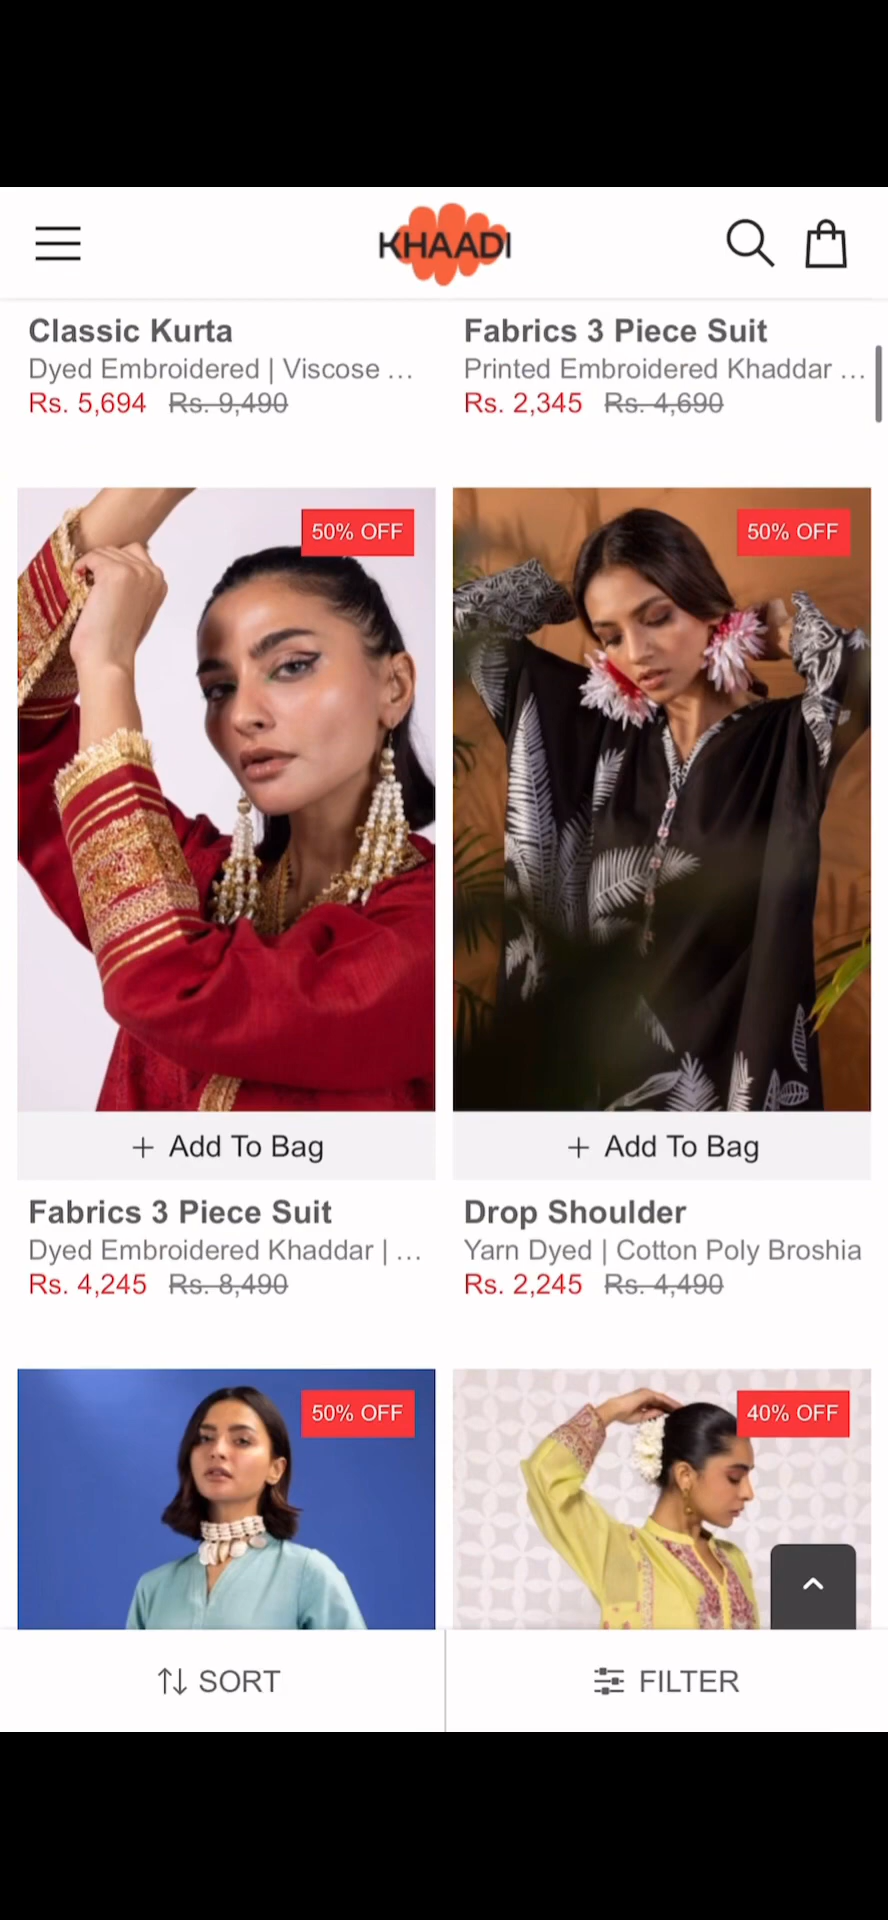 KHAADI
Classic Kurta
Dyed Embroidered | Viscose ...
Rs. 5,694 Rs. 9,490
Fabrics 3 Piece Suit
Printed Embroidered Khaddar ...
Rs. 2,345 Rs. 4,690
50% OFF
50% OFF
+ Add To Bag
+ Add To Bag
Fabrics 3 Piece Suit
Dyed Embroidered Khaddar | ...
Rs. 4,245 Rs. 8,490
Drop Shoulder
Yarn Dyed | Cotton Poly Broshia
Rs. 2,245 Rs. 4,490
50% OFF
40% OFF
SORT
FILTER